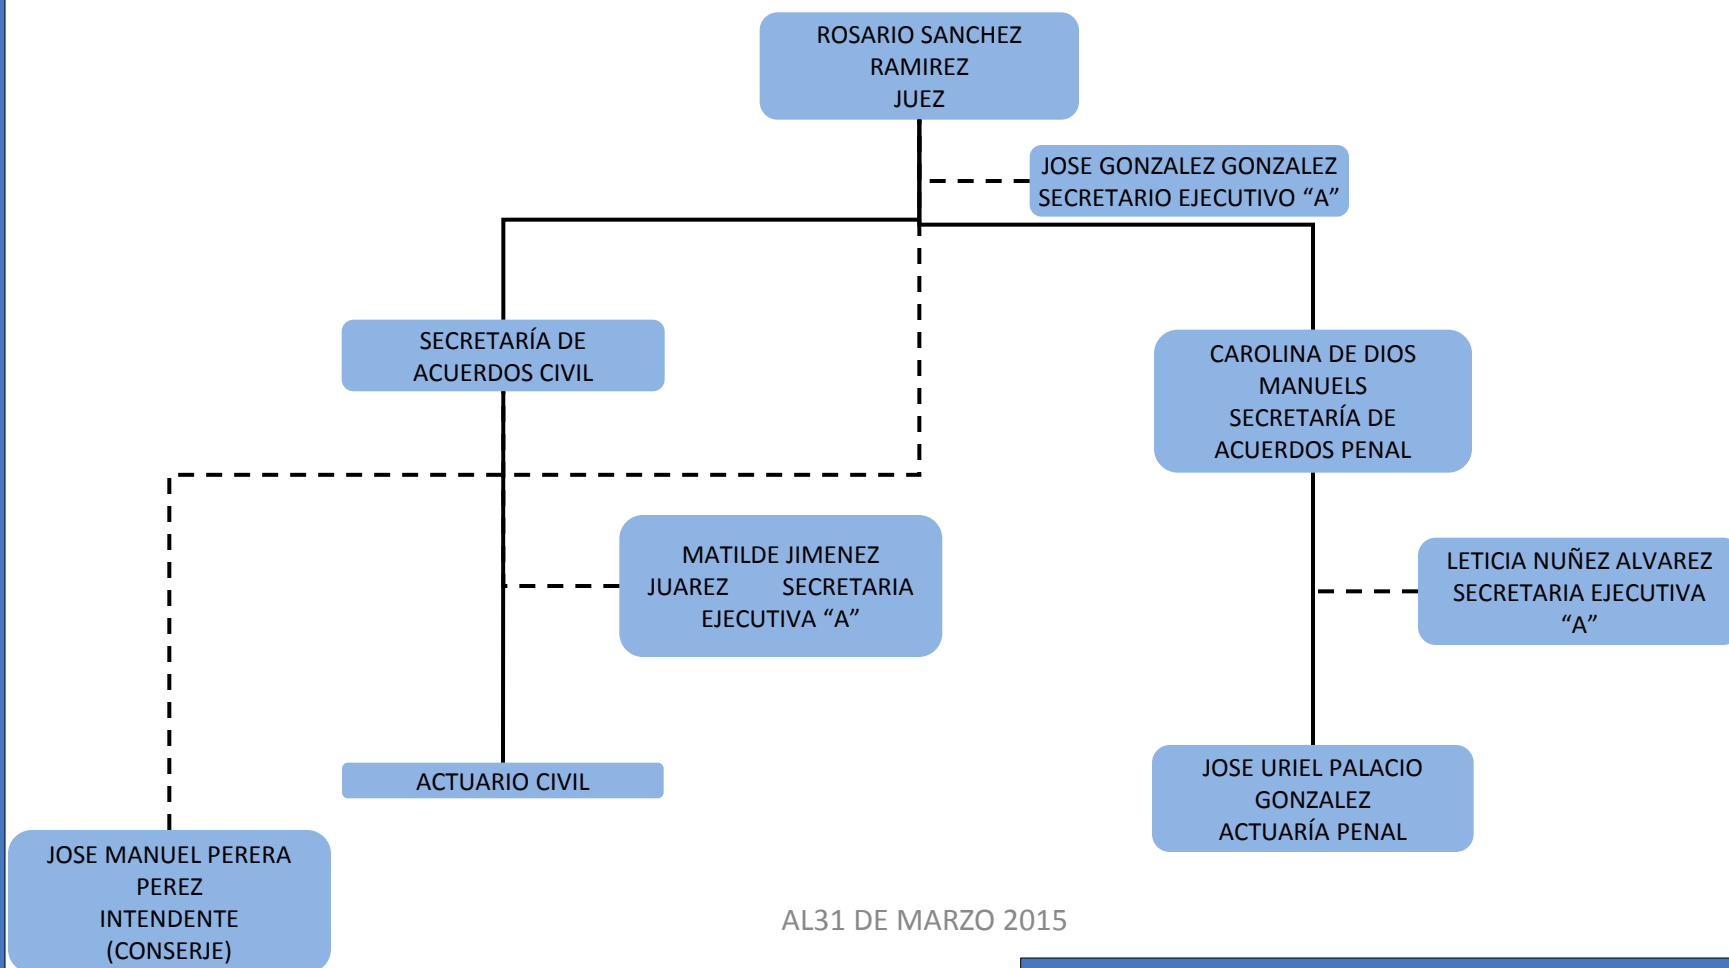 ROSARIO SANCHEZ
RAMIREZ
JUEZ
JOSE GONZALEZ GONZALEZ
SECRETARIO EJECUTIVO “A”
SECRETARÍA DE
ACUERDOS CIVIL
CAROLINA DE DIOS
MANUELS
SECRETARÍA DE
ACUERDOS PENAL
MATILDE JIMENEZ
JUAREZ SECRETARIA
EJECUTIVA “A”
LETICIA NUÑEZ ALVAREZ
SECRETARIA EJECUTIVA
“A”
ACTUARIO CIVIL
JOSE URIEL PALACIO
GONZALEZ
ACTUARÍA PENAL
JOSE MANUEL PERERA
PEREZ
INTENDENTE
(CONSERJE)
AL31 DE MARZO 2015